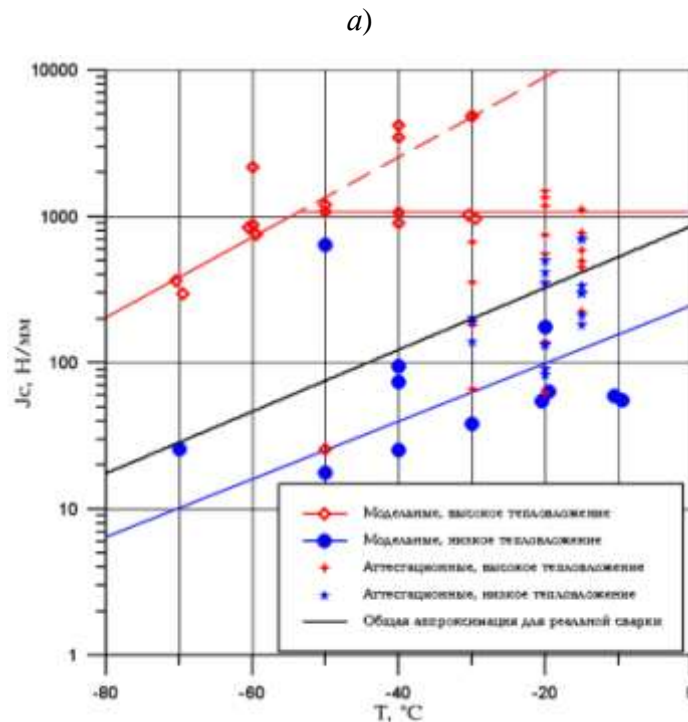 а)
10000
1000
100
10
1
Jc, Н/мм
Модельные, высокое тепловложение
Модельные, низкое тепловложение
Аттестационные, высокое тепловложение
Аттестационные, низкое тепловложение
Общая аппроксимация для реальной сварки
-80 -60 -40 -20
T, °C